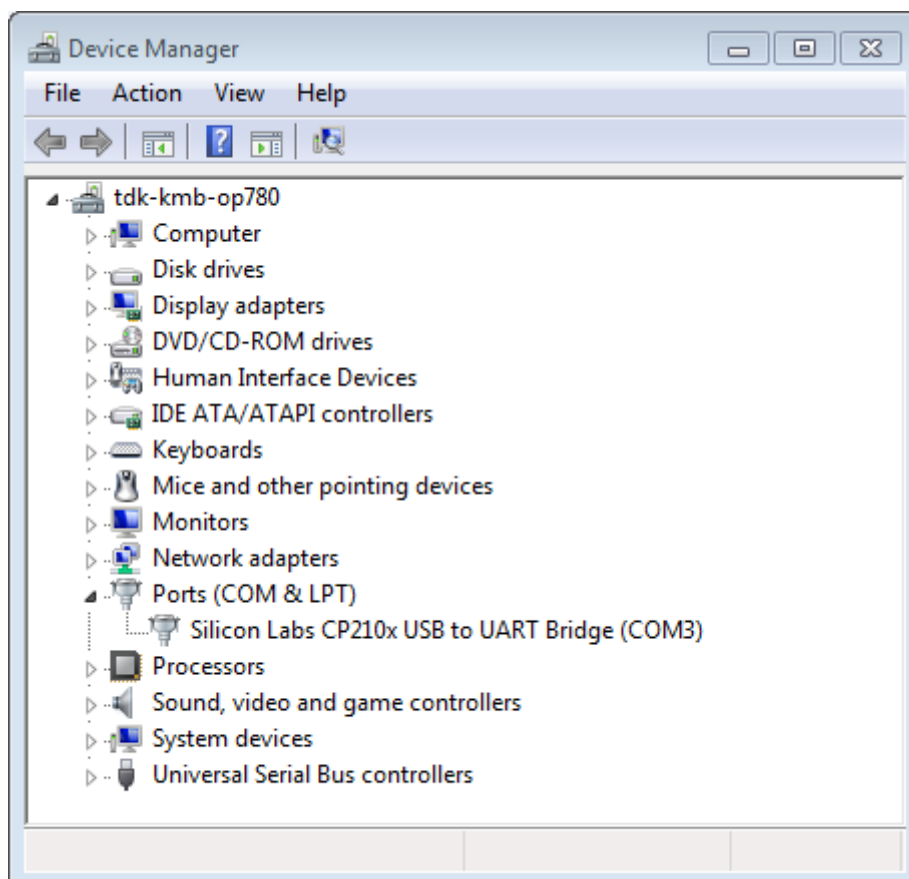 Device Manager
File Action View Help
?
tdk-kmb-op780
Computer
Disk drives
Display adapters
DVD/CD-ROM drives
Human Interface Devices
IDE ATA/ATAPI controllers
Keyboards
Mice and other pointing devices
Monitors
Network adapters
Ports (COM & LPT)
Silicon Labs CP210x USB to UART Bridge (COM3)
Processors
Sound, video and game controllers
System devices
Universal Serial Bus controllers